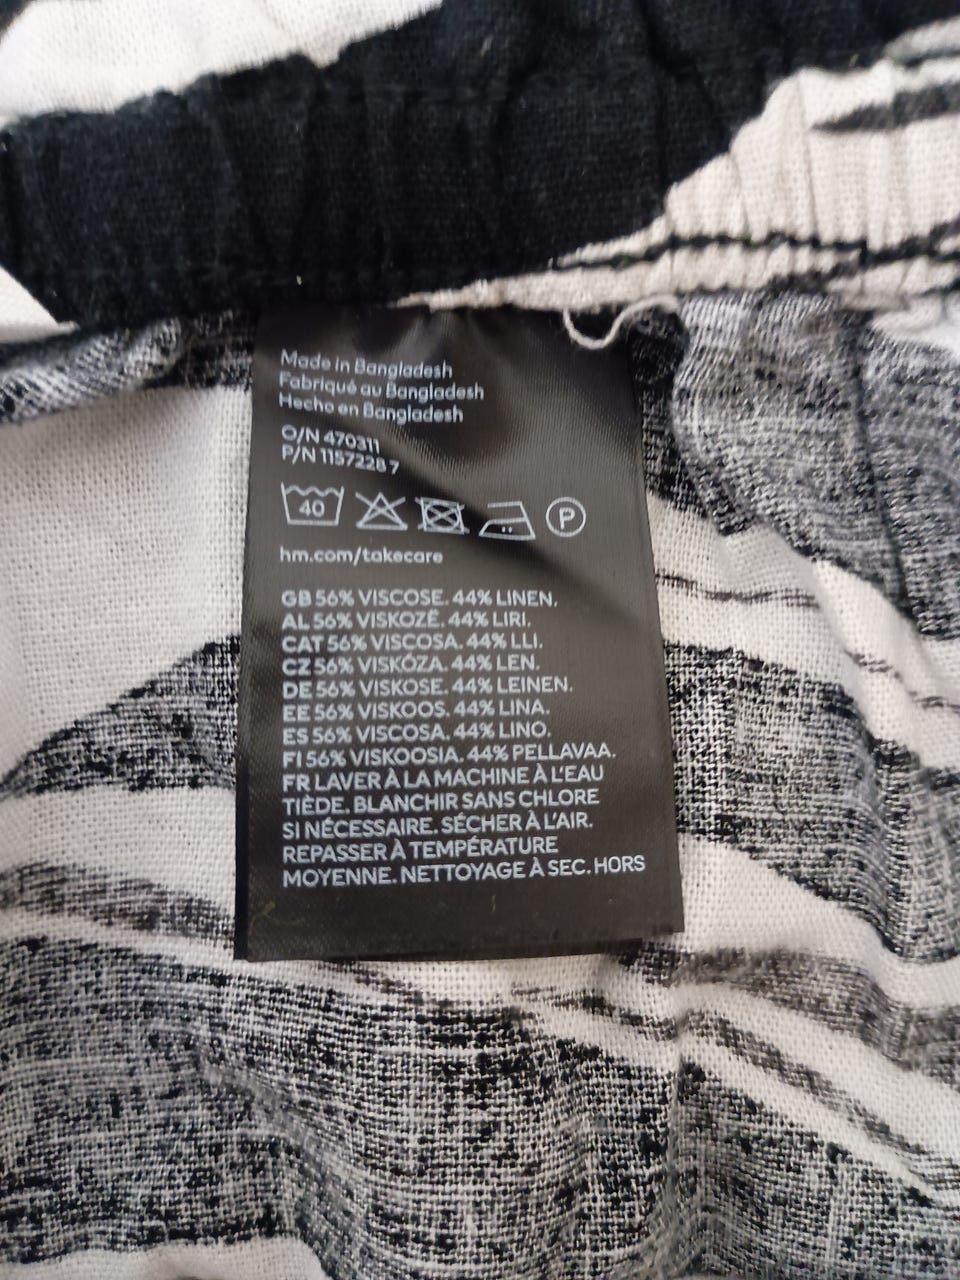 Made in Bangladesh
Fabriqué au Bangladesh
Hecho en Bangladesh
O/N 470311
P/N 1157228 7
40
P
hm.com/takecare
GB 56% VISCOSE. 44% LINEN.
AL 56% VISKOZË. 44% LIRI.
CAT 56% VISCOSA. 44% LLI.
CZ 56% VISKÓZA. 44% LEN.
DE 56% VISKOSE. 44% LEINEN.
EE 56% VISKOOS. 44% LINA.
ES 56% VISCOSA. 44% LINO.
FI 56% VISKOOSIA. 44% PELLAVAA.
FR LAVER À LA MACHINE À L'EAU
TIÈDE. BLANCHIR SANS CHLORE
SI NÉCESSAIRE. SÉCHER À L'AIR.
REPASSER À TEMPÉRATURE
MOYENNE. NETTOYAGE À SEC. HORS